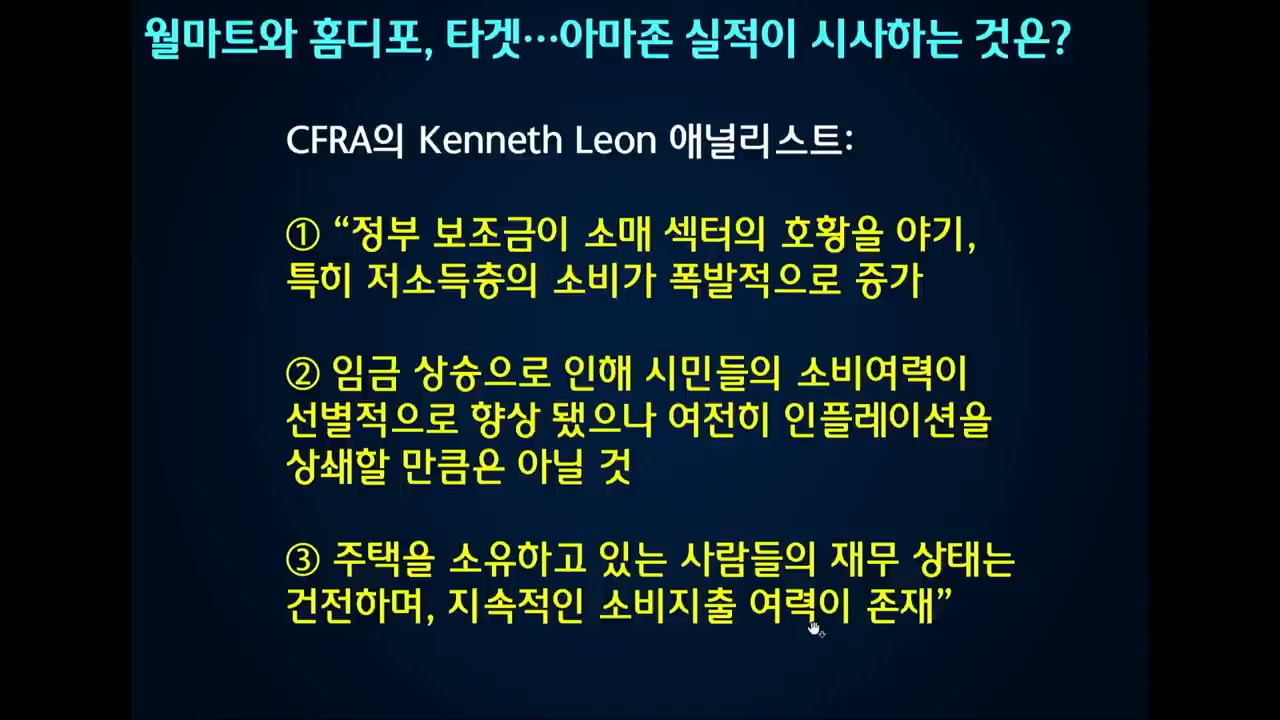 월마트와 홈디포, 타겟…아마존 실적이 시사하는 것은?
CFRA의 Kenneth Leon 애널리스트:
① “정부 보조금이 소매 섹터의 호황을 야기,
특히 저소득층의 소비가 폭발적으로 증가
② 임금 상승으로 인해 시민들의 소비여력이
선별적으로 향상 됐으나 여전히 인플레이션을
상쇄할 만큼은 아닐 것
③ 주택을 소유하고 있는 사람들의 재무 상태는
건전하며, 지속적인 소비지출 여력이 존재”